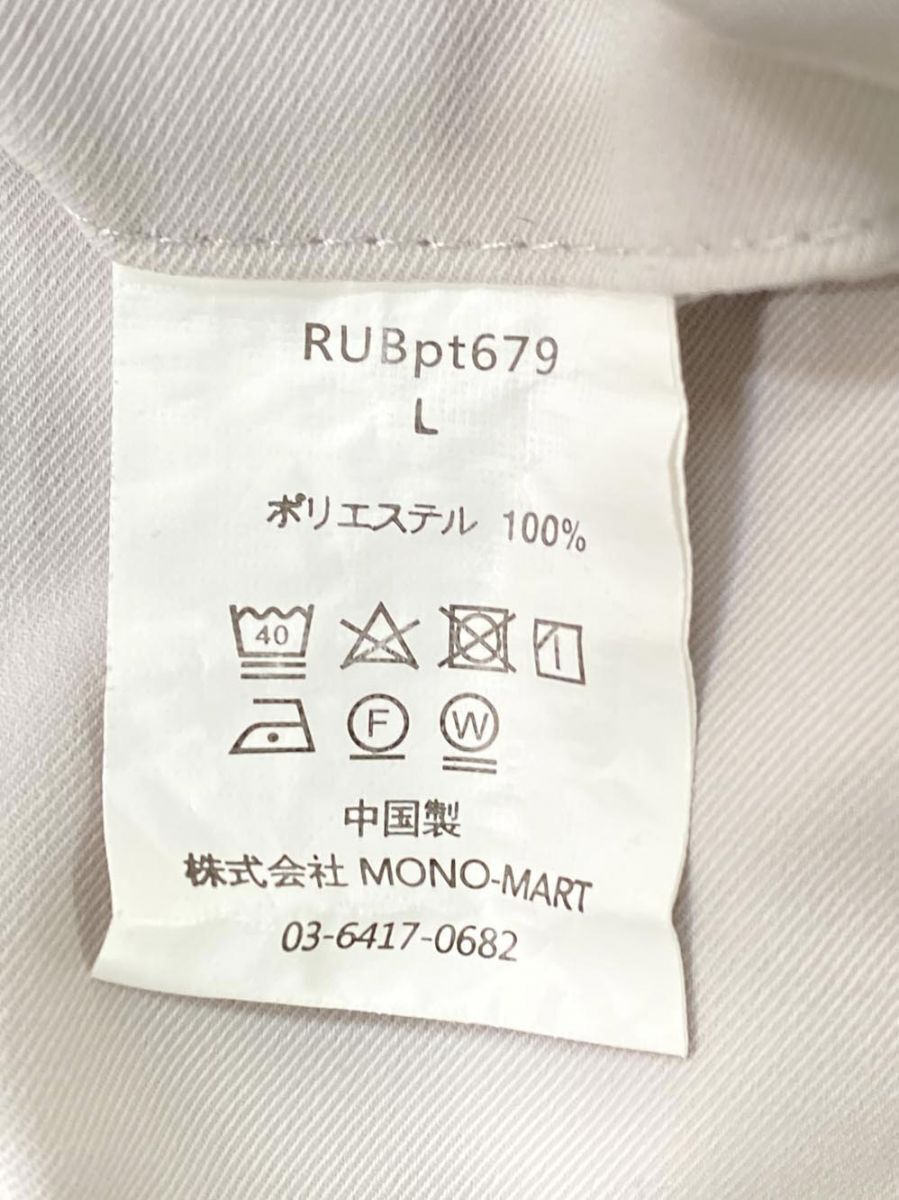 RUBpt679
L
ポリエステル 100%
40
F W
中国製
株式会社 MONO-MART
03-6417-0682